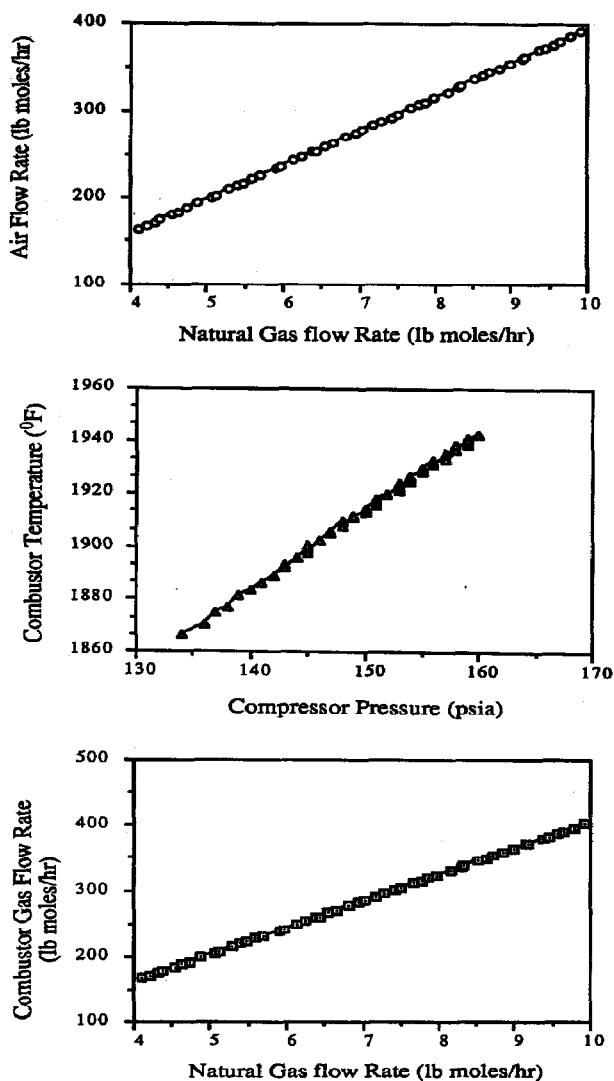 400
300
200
100
Air Flow Rate (lb moles/hr)
4 5 6 7 8 9 10
Natural Gas flow Rate (lb moles/hr)
1960
1940
1920
1900
1880
1860
Combustor Temperature (⁰F)
130 140 150 160 170
Compressor Pressure (psia)
500
400
300
200
100
Combustor Gas Flow Rate
(lb moles/hr)
4 5 6 7 8 9 10
Natural Gas flow Rate (lb moles/hr)